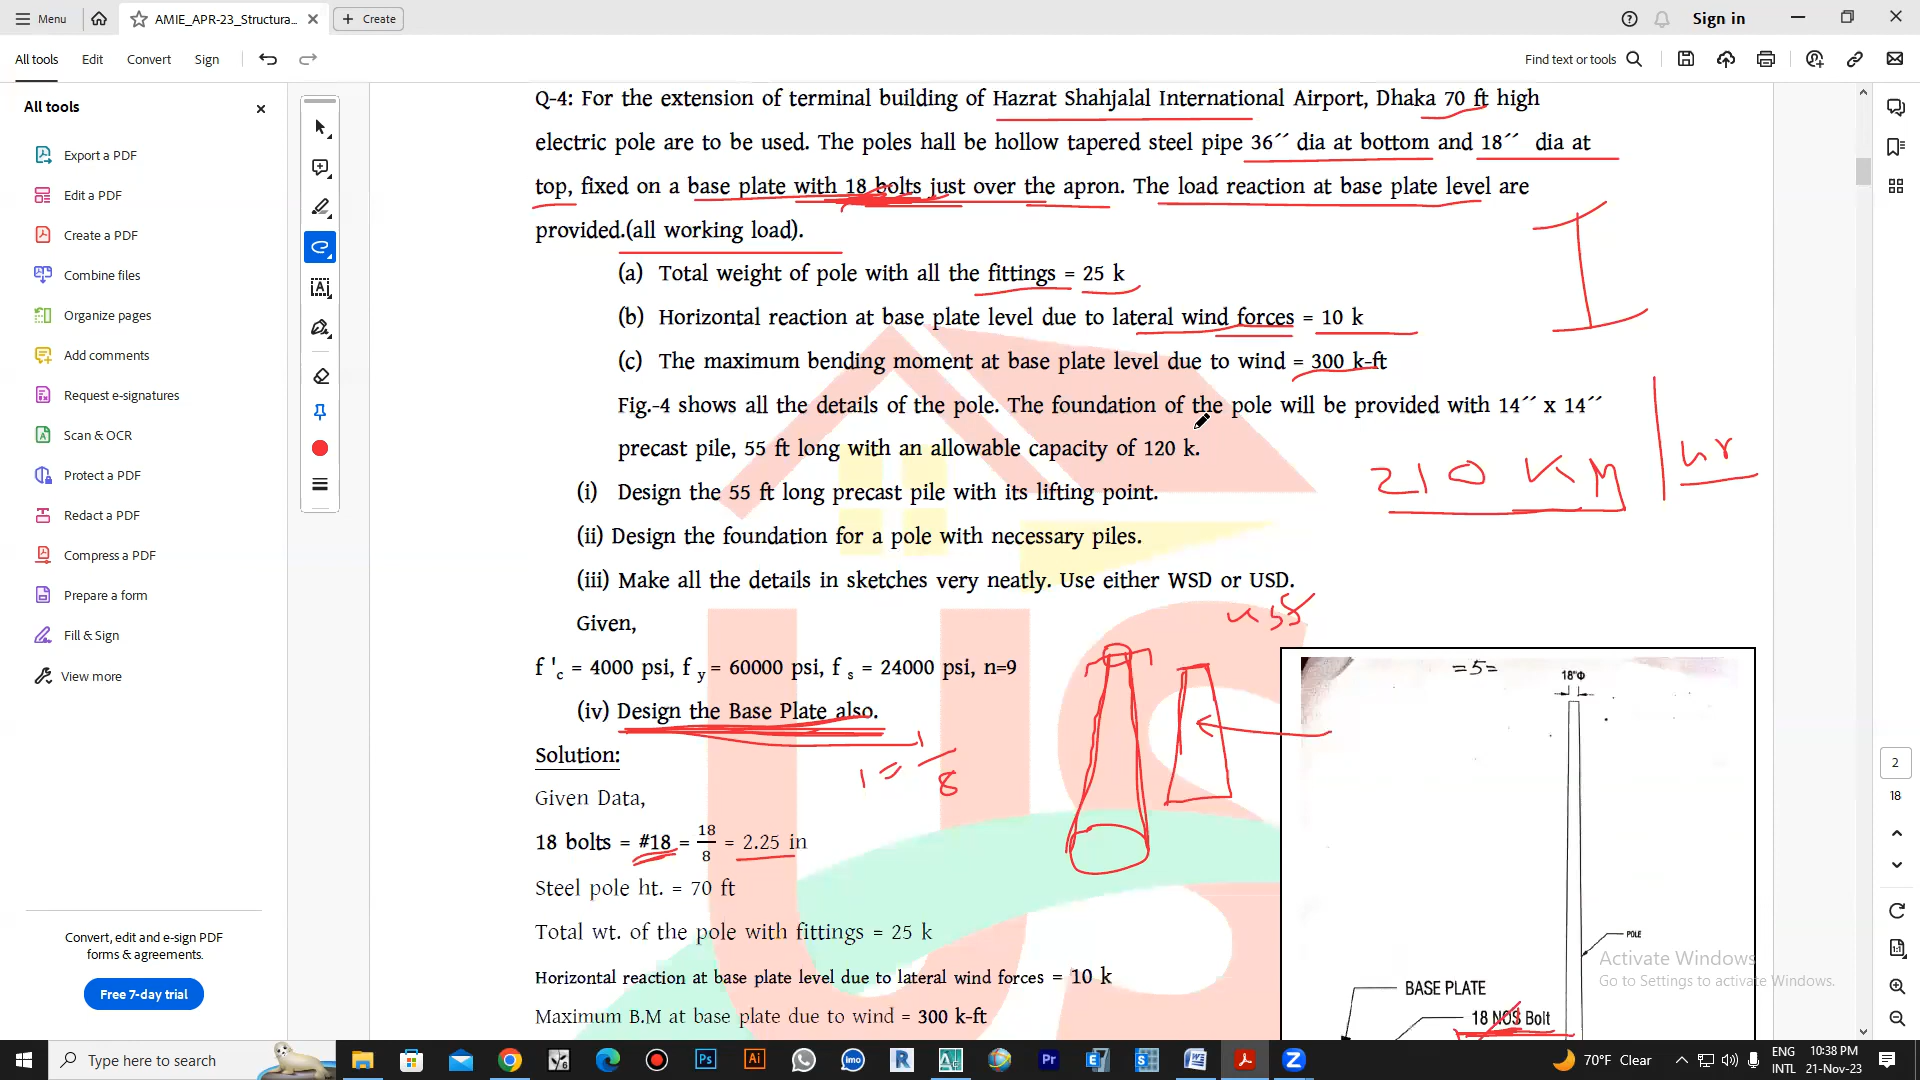 Menu
AMIE_APR-23_Structura...
Create
Sign in
All tools
Edit
Convert
Sign
Find text or tools
All tools
Export a PDF
Edit a PDF
Create a PDF
Combine files
Organize pages
Add comments
Request e-signatures
Scan & OCR
Protect a PDF
Redact a PDF
Compress a PDF
Prepare a form
Fill & Sign
View more
Convert, edit and e-sign PDF
forms & agreements.
Free 7-day trial
Q-4: For the extension of terminal building of Hazrat Shahjalal International Airport, Dhaka 70 ft high
electric pole are to be used. The poles hall be hollow tapered steel pipe 36´´ dia at bottom and 18´´ dia at
top, fixed on a base plate with 18 bolts just over the apron. The load reaction at base plate level are
provided.(all working load).
(a) Total weight of pole with all the fittings = 25 k
(b) Horizontal reaction at base plate level due to lateral wind forces = 10 k
(c) The maximum bending moment at base plate level due to wind = 300 k-ft
Fig.-4 shows all the details of the pole. The foundation of the pole will be provided with 14´´ x 14´´
precast pile, 55 ft long with an allowable capacity of 120 k.
210 KM/hr
(i) Design the 55 ft long precast pile with its lifting point.
(ii) Design the foundation for a pole with necessary piles.
(iii) Make all the details in sketches very neatly. Use either WSD or USD.
Given,
f 'c = 4000 psi, f y = 60000 psi, f s = 24000 psi, n=9
(iv) Design the Base Plate also.
1 = 1/8
Solution:
Given Data,
18 bolts = #18 = 18/8 = 2.25 in
Steel pole ht. = 70 ft
Total wt. of the pole with fittings = 25 k
Horizontal reaction at base plate level due to lateral wind forces = 10 k
Maximum B.M at base plate due to wind = 300 k-ft
=5=
18"Φ
POLE
BASE PLATE
18 NOS Bolt
Activate Windows
Go to Settings to activate Windows.
2
18
Type here to search
70°F Clear
ENG
INTL
10:38 PM
21-Nov-23